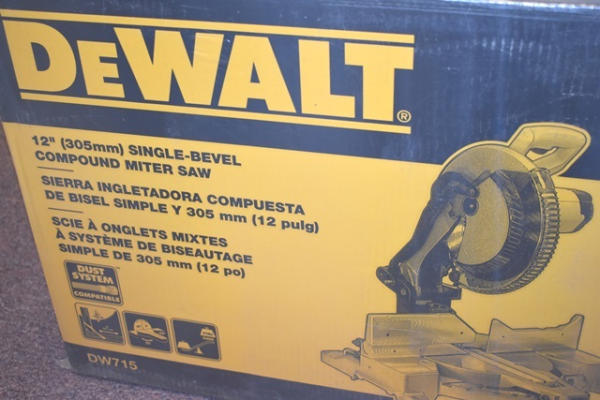 DEWALT®
12" (305mm) SINGLE-BEVEL
COMPOUND MITER SAW
SIERRA INGLETADORA COMPUESTA
DE BISEL SIMPLE Y 305 mm (12 pulg)
SCIE À ONGLETS MIXTES
À SYSTÈME DE BISEAUTAGE
SIMPLE DE 305 mm (12 po)
DUST
SYSTEM
COMPATIBLE
DW715